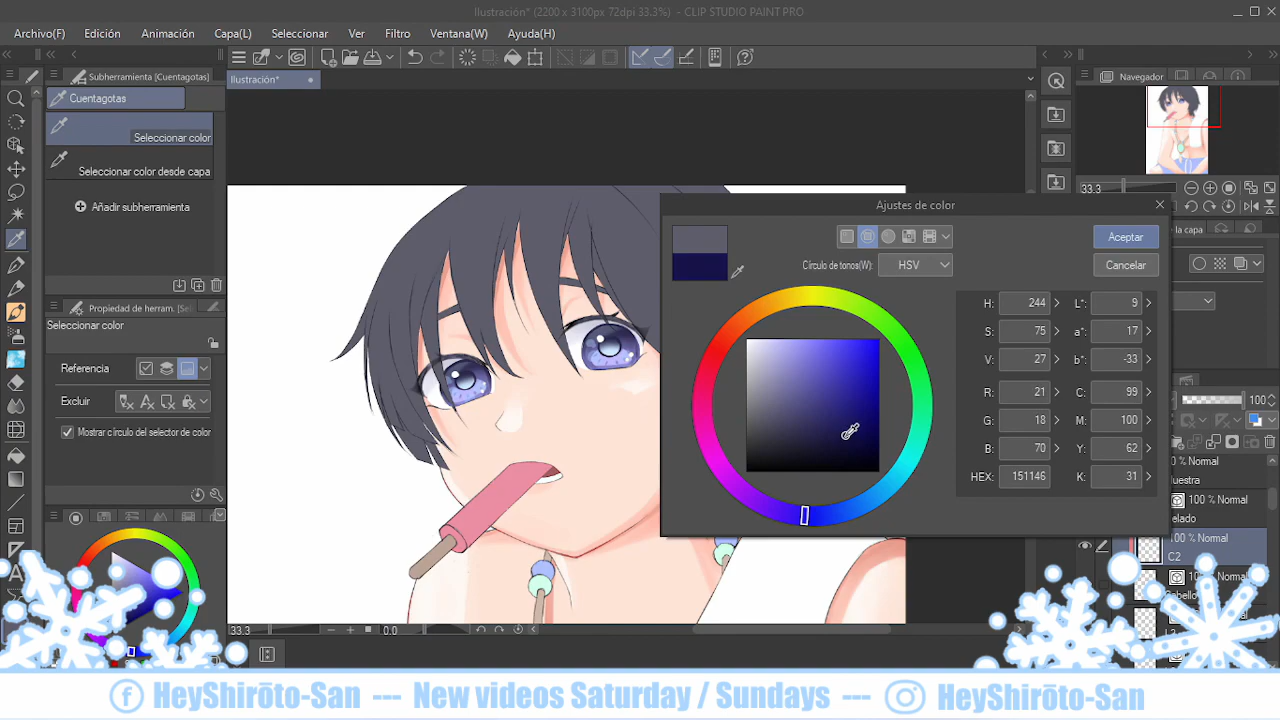 Ilustración* (2200 x 3100px 72dpi 33.3%) - CLIP STUDIO PAINT PRO
Archivo(F) Edición Animación Capa(L) Seleccionar Ver Filtro Ventana(W) Ayuda(H)
Subherramienta [Cuentagotas]
Cuentagotas
Seleccionar color
Seleccionar color desde capa
Añadir subherramienta
Propiedad de herram. [Sel
Seleccionar color
Referencia
Excluir
Mostrar círculo del selector de color
Ilustración*
33.3 0.0
Navegador
33.3
la capa
Ajustes de color
Círculo de tonos(W): HSV
Aceptar
Cancelar
H: 244 L*: 9
S: 75 a*: 17
V: 27 b*: -33
R: 21 C: 99
G: 18 M: 100
B: 70 Y: 62
HEX: 151146 K: 31
100
% Normal
uestra
100 % Normal
elado
100 % Normal
C2
% Normal
Cabello
HeyShirōto-San --- New videos Saturday / Sundays --- HeyShirōto-San